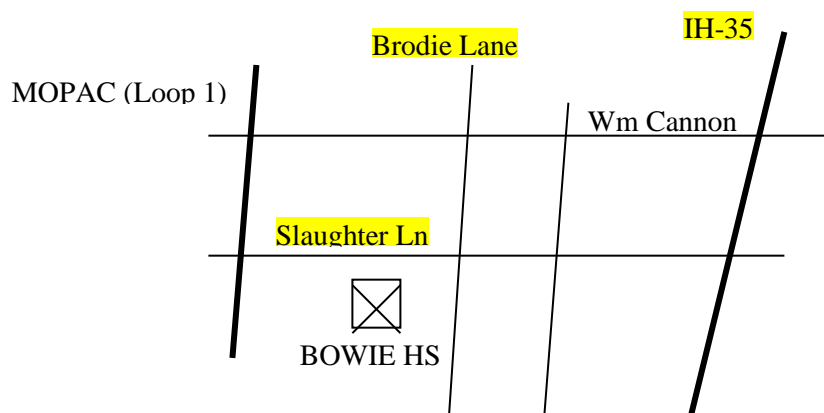 IH-35
Brodie Lane
MOPAC (Loop 1)
Wm Cannon
Slaughter Ln
BOWIE HS